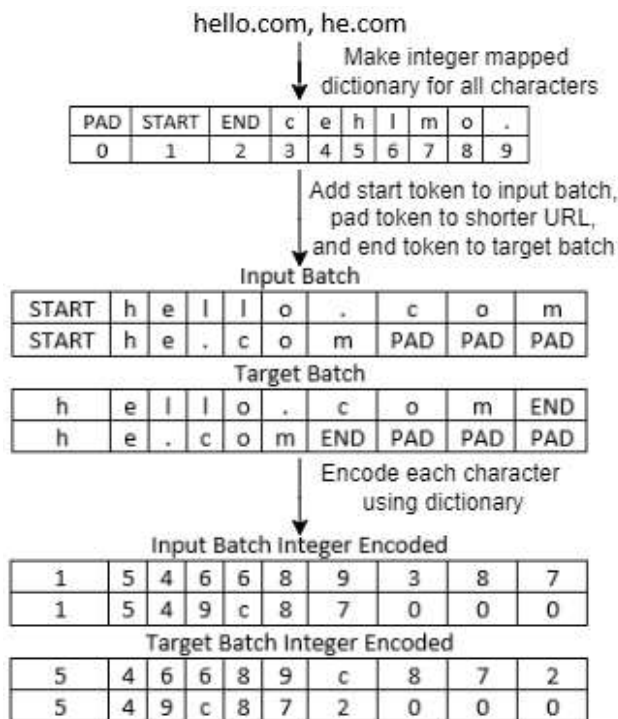 hello.com, he.com
Make integer mapped
dictionary for all characters
PAD START END c e h l m o .
0 1 2 3 4 5 6 7 8 9
Add start token to input batch,
pad token to shorter URL,
and end token to target batch
Input Batch
START h e l l o . c o m
START h e . c o m PAD PAD PAD
Target Batch
h e l l o . c o m END
h e . c o m END PAD PAD PAD
Encode each character
using dictionary
Input Batch Integer Encoded
1 5 4 6 6 8 9 3 8 7
1 5 4 9 c 8 7 0 0 0
Target Batch Integer Encoded
5 4 6 6 8 9 c 8 7 2
5 4 9 c 8 7 2 0 0 0